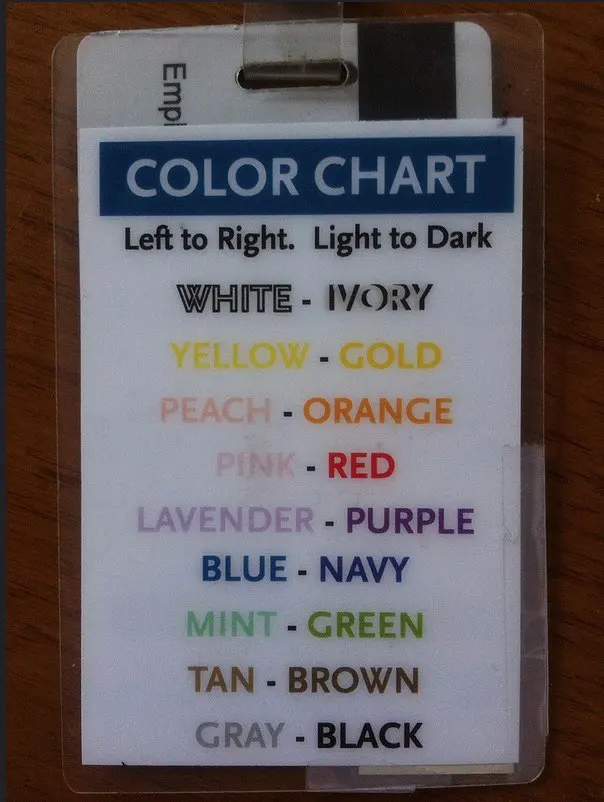 Empl
COLOR CHART
Left to Right. Light to Dark
WHITE - IVORY
YELLOW - GOLD
PEACH - ORANGE
PINK - RED
LAVENDER - PURPLE
BLUE - NAVY
MINT - GREEN
TAN - BROWN
GRAY - BLACK